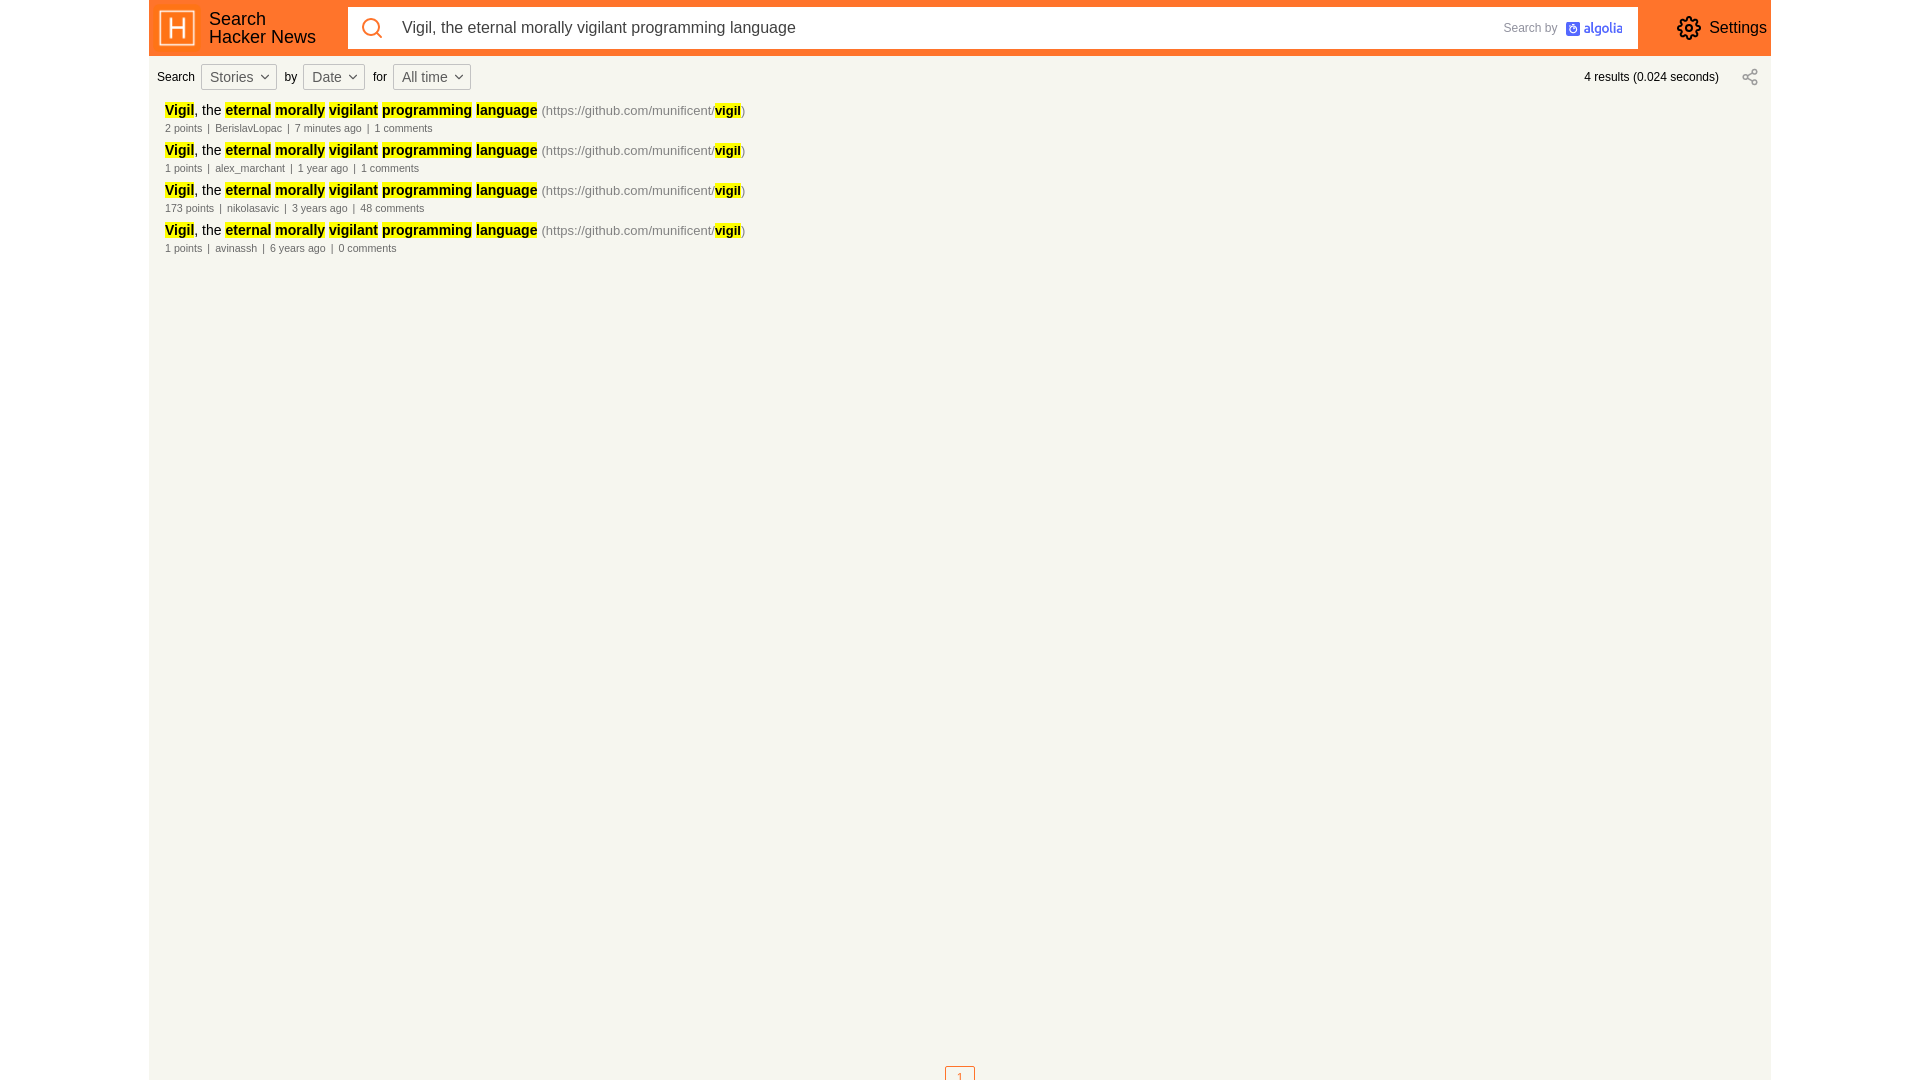 H
Search
Hacker News
Vigil, the eternal morally vigilant programming language
Search by algolia
Settings
Search Stories by Date for All time
4 results (0.024 seconds)
Vigil, the eternal morally vigilant programming language (https://github.com/munificent/vigil)
2 points | BerislavLopac | 7 minutes ago | 1 comments
Vigil, the eternal morally vigilant programming language (https://github.com/munificent/vigil)
1 points | alex_marchant | 1 year ago | 1 comments
Vigil, the eternal morally vigilant programming language (https://github.com/munificent/vigil)
173 points | nikolasavic | 3 years ago | 48 comments
Vigil, the eternal morally vigilant programming language (https://github.com/munificent/vigil)
1 points | avinassh | 6 years ago | 0 comments
1